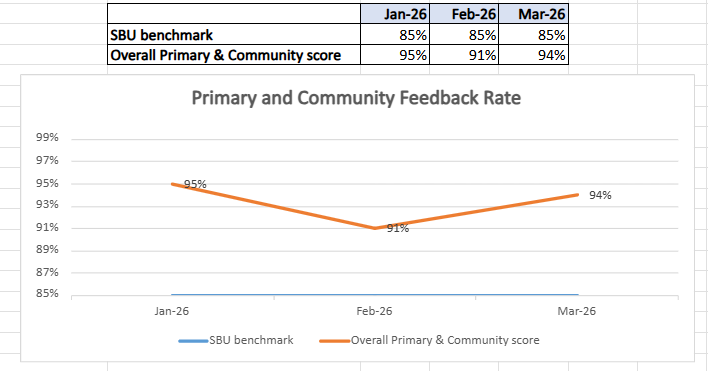 Jan-26 Feb-26 Mar-26
SBU benchmark 85% 85% 85%
Overall Primary & Community score 95% 91% 94%
Primary and Community Feedback Rate
99%
97%
95%
93%
91%
89%
87%
85%
95%
91%
94%
Jan-26 Feb-26 Mar-26
SBU benchmark Overall Primary & Community score